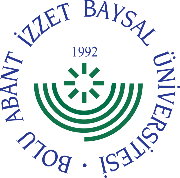 BOLU ABANT İZZET BAYSAL ÜNİVERSİTESİ
1992